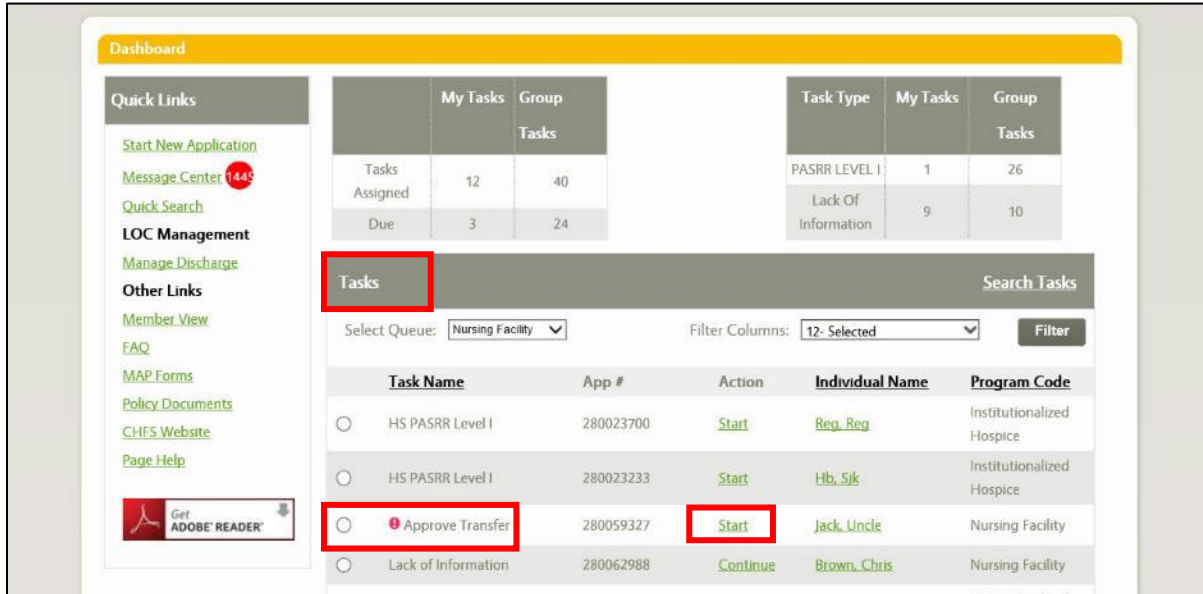 Dashboard
Quick Links
Start New Application
Message Center 1445
Quick Search
LOC Management
Manage Discharge
Other Links
Member View
FAQ
MAP Forms
Policy Documents
CHFS Website
Page Help
Get
ADOBE® READER®
My Tasks Group
Tasks
Tasks
Assigned 12 40
Due 3 24
Task Type My Tasks Group
Tasks
PASRR LEVEL I 1 26
Lack Of
Information 9 10
Tasks Search Tasks
Select Queue: Nursing Facility Filter Columns: 12- Selected Filter
Task Name App # Action Individual Name Program Code
HS PASRR Level I 280023700 Start Reg, Reg Institutionalized
Hospice
HS PASRR Level I 280023233 Start Hb, Sjk Institutionalized
Hospice
Approve Transfer 280059327 Start Jack, Uncle Nursing Facility
Lack of Information 280062988 Continue Brown, Chris Nursing Facility